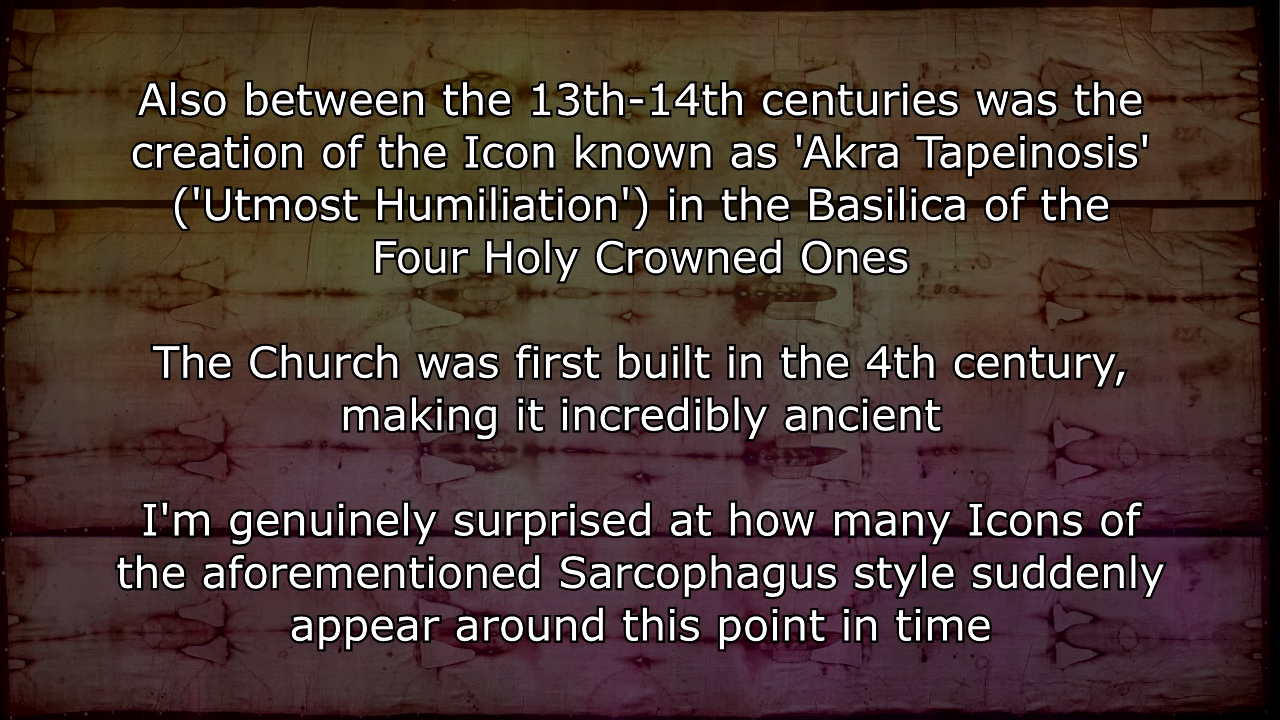 Also between the 13th-14th centuries was the
creation of the Icon known as 'Akra Tapeinosis'
('Utmost Humiliation') in the Basilica of the
Four Holy Crowned Ones
The Church was first built in the 4th century,
making it incredibly ancient
I'm genuinely surprised at how many Icons of
the aforementioned Sarcophagus style suddenly
appear around this point in time